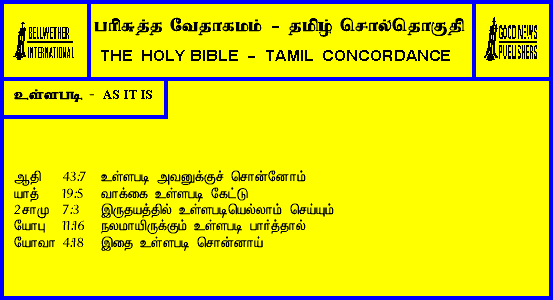 BELLWETHER
INTERNATIONAL
பரிசுத்த வேதாகமம் - தமிழ் சொல்தொகுதி
THE HOLY BIBLE - TAMIL CONCORDANCE
GOOD NEWS
PUBLISHERS
உள்ளபடி - AS IT IS
ஆதி 43:7 உள்ளபடி அவனுக்குச் சொன்னோம்
யாத் 19:5 வாக்கை உள்ளபடி கேட்டு
2சாமு 7:3 இருதயத்தில் உள்ளபடியெல்லாம் செய்யும்
யோபு 11:16 நலமாயிருக்கும் உள்ளபடி பார்த்தால்
யோவா 4:18 இதை உள்ளபடி சொன்னாய்